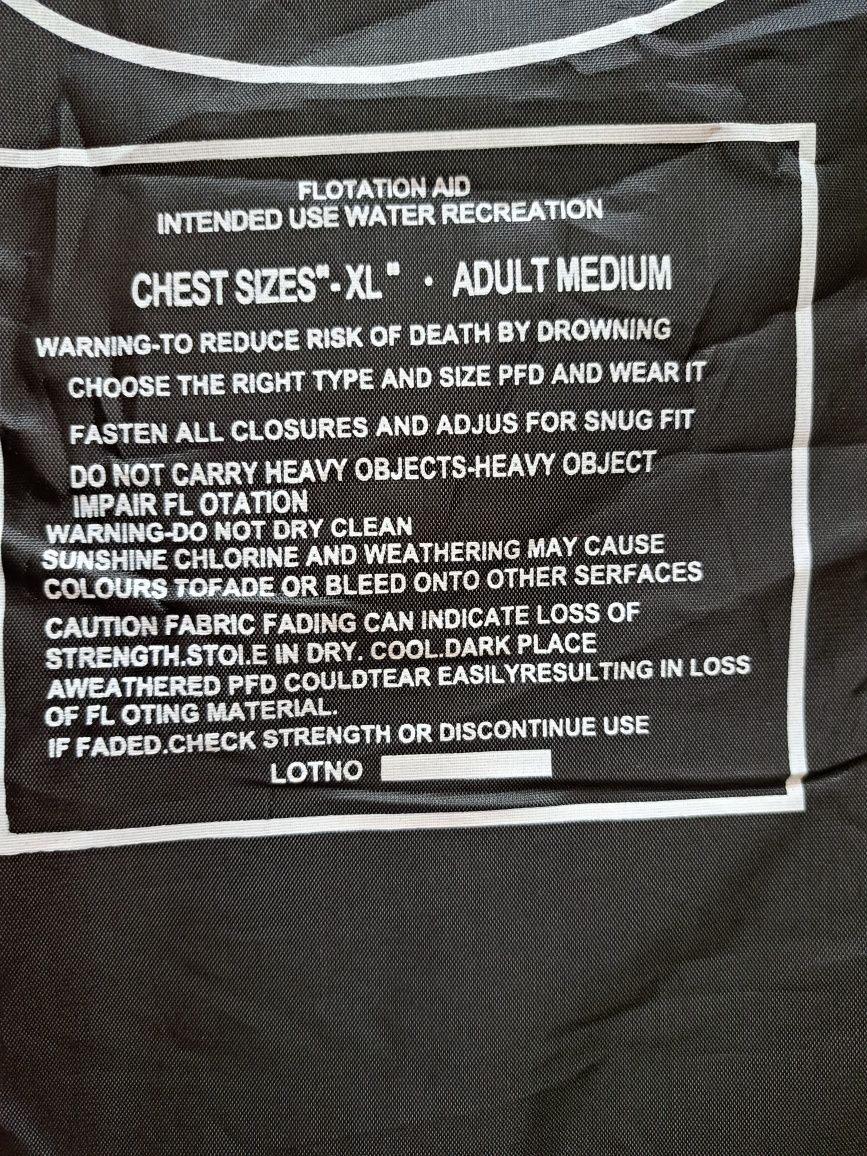 FLOTATION AID
INTENDED USE WATER RECREATION
CHEST SIZES"-XL" · ADULT MEDIUM
WARNING-TO REDUCE RISK OF DEATH BY DROWNING
CHOOSE THE RIGHT TYPE AND SIZE PFD AND WEAR IT
FASTEN ALL CLOSURES AND ADJUS FOR SNUG FIT
DO NOT CARRY HEAVY OBJECTS-HEAVY OBJECT
IMPAIR FL OTATION
WARNING-DO NOT DRY CLEAN
SUNSHINE CHLORINE AND WEATHERING MAY CAUSE
COLOURS TOFADE OR BLEED ONTO OTHER SERFACES
CAUTION FABRIC FADING CAN INDICATE LOSS OF
STRENGTH.STOI.E IN DRY. COOL.DARK PLACE
AWEATHERED PFD COULDTEAR EASILYRESULTING IN LOSS
OF FL OTING MATERIAL.
IF FADED.CHECK STRENGTH OR DISCONTINUE USE
LOTNO